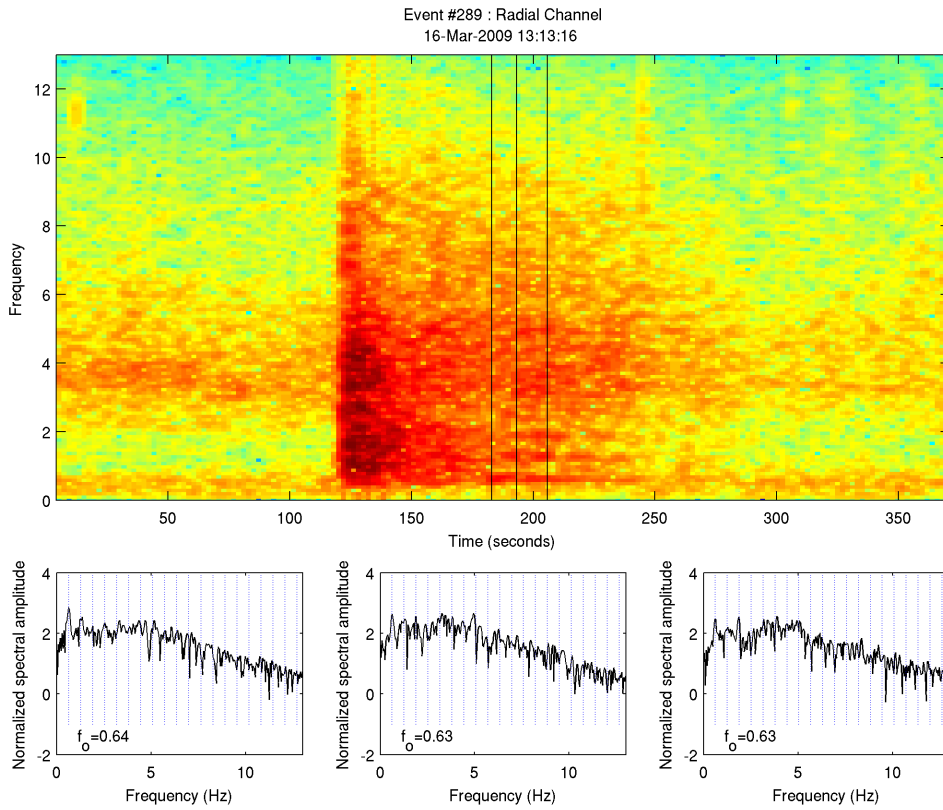 Event #289 : Radial Channel
16-Mar-2009 13:13:16
Frequency
12
10
8
6
4
2
0
50 100 150 200 250 300 350
Time (seconds)
Normalized spectral amplitude
4
2
0
-2
f_o=0.64
0 5 10
Frequency (Hz)
Normalized spectral amplitude
4
2
0
-2
f_o=0.63
0 5 10
Frequency (Hz)
Normalized spectral amplitude
4
2
0
-2
f_o=0.63
0 5 10
Frequency (Hz)